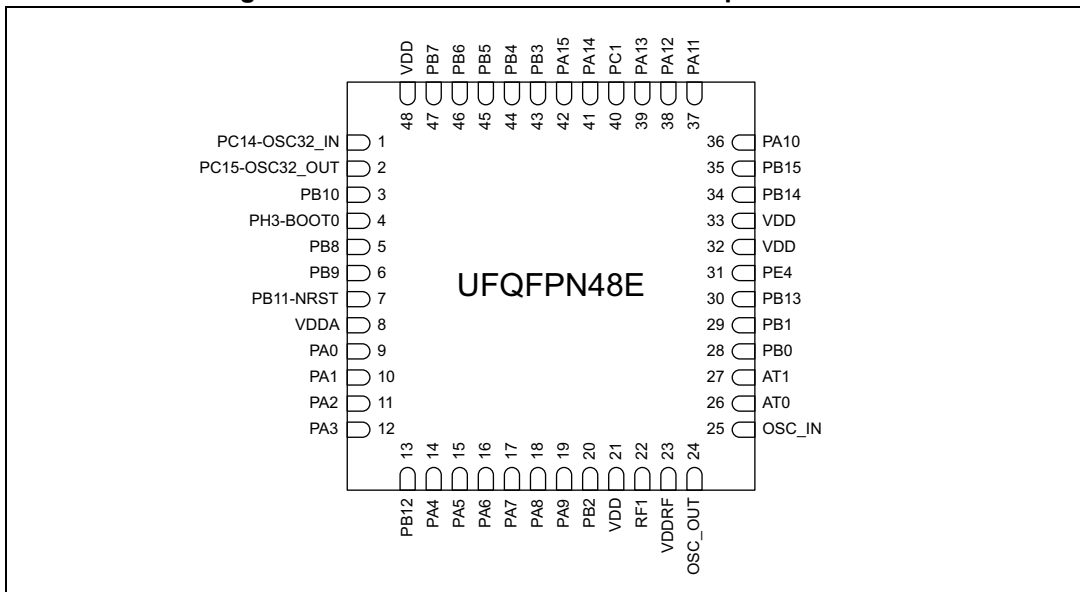 VDD PB7 PB6 PB5 PB4 PB3 PA15 PA14 PC1 PA13 PA12 PA11
48 47 46 45 44 43 42 41 40 39 38 37
PC14-OSC32_IN 1 36 PA10
PC15-OSC32_OUT 2 35 PB15
PB10 3 34 PB14
PH3-BOOT0 4 33 VDD
PB8 5 32 VDD
PB9 6 31 PE4
UFQFPN48E
PB11-NRST 7 30 PB13
VDDA 8 29 PB1
PA0 9 28 PB0
PA1 10 27 AT1
PA2 11 26 AT0
PA3 12 25 OSC_IN
13 14 15 16 17 18 19 20 21 22 23 24
PB12 PA4 PA5 PA6 PA7 PA8 PA9 PB2 VDD RF1 VDDRF OSC_OUT